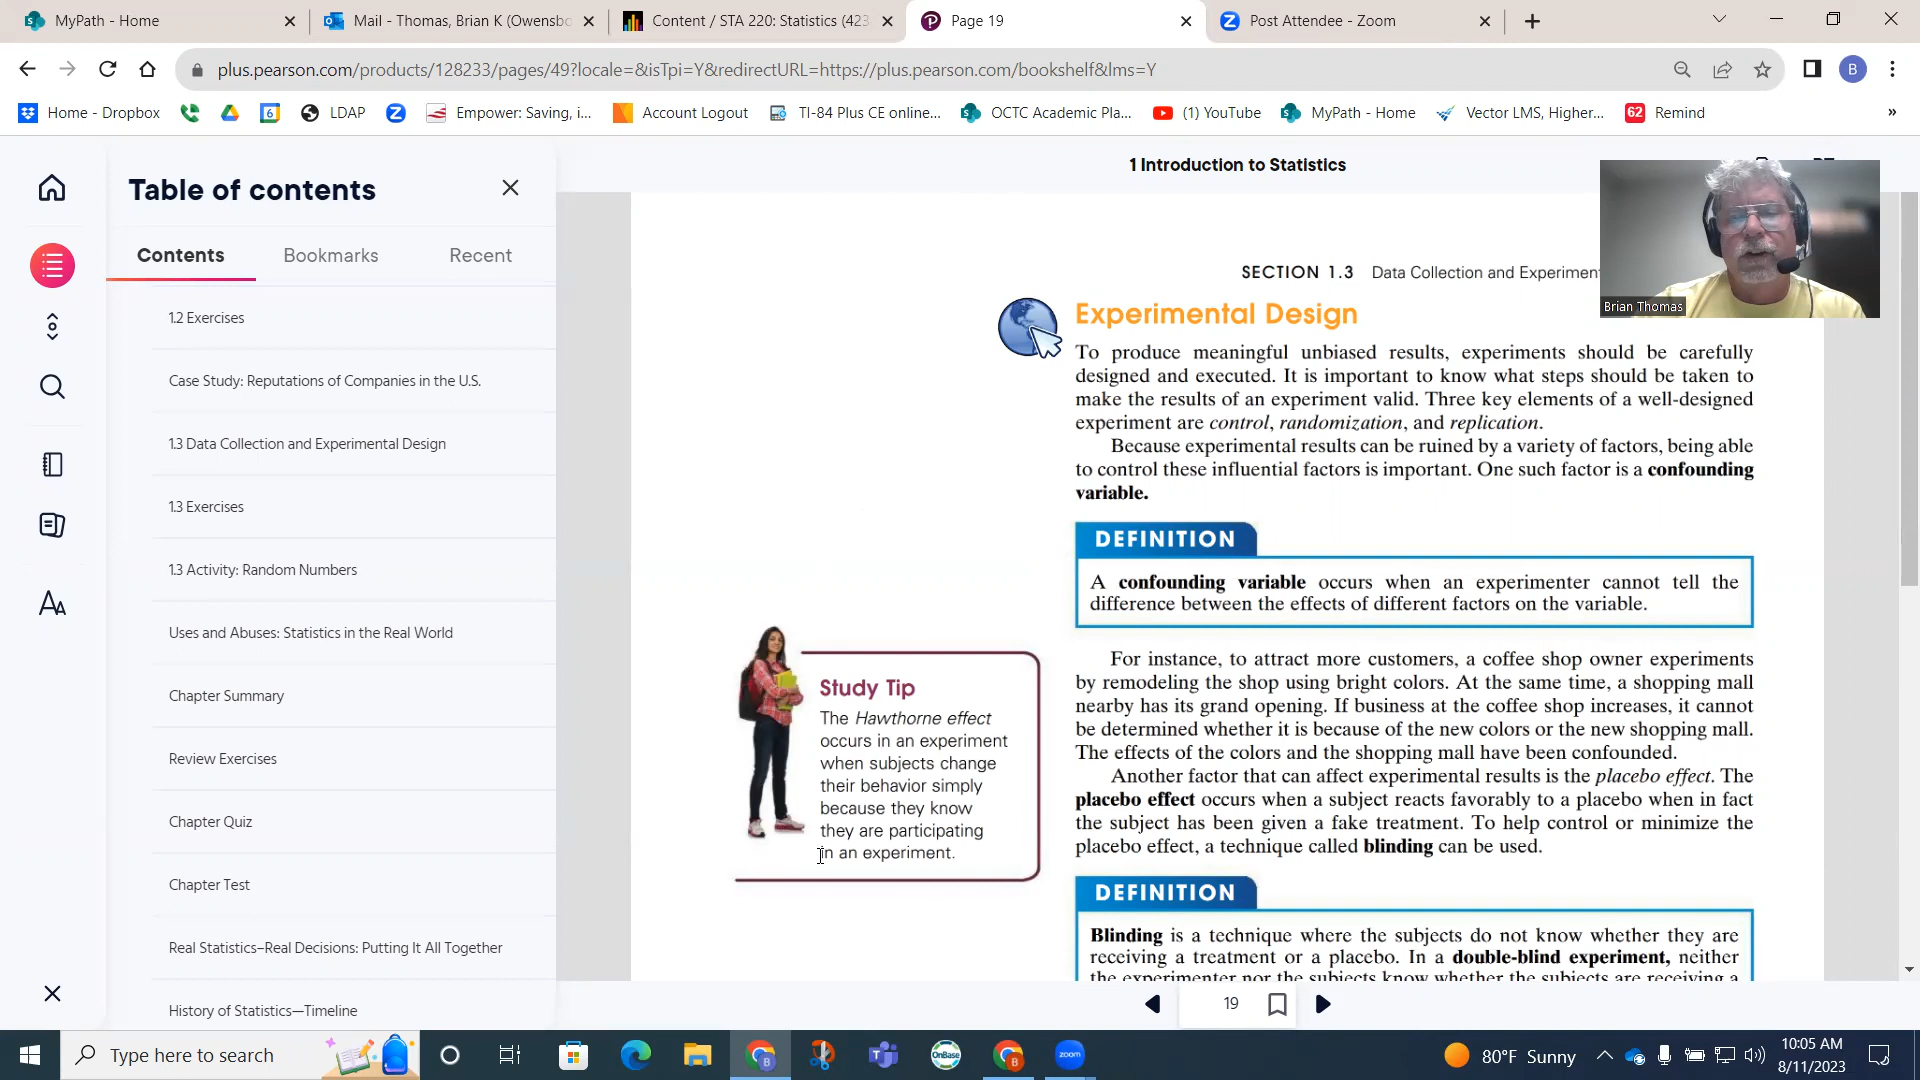 MyPath - Home
Mail - Thomas, Brian K (Owensbo
Content / STA 220: Statistics (423
Page 19
Post Attendee - Zoom
plus.pearson.com/products/128233/pages/49?locale=&isTpi=Y&redirectURL=https://plus.pearson.com/bookshelf&lms=Y
B
Home - Dropbox
6
LDAP
Empower: Saving, i...
Account Logout
TI-84 Plus CE online...
OCTC Academic Pla...
(1) YouTube
MyPath - Home
Vector LMS, Higher...
62
Remind
»
Table of contents
Contents
Bookmarks
Recent
1.2 Exercises
Case Study: Reputations of Companies in the U.S.
1.3 Data Collection and Experimental Design
1.3 Exercises
1.3 Activity: Random Numbers
Uses and Abuses: Statistics in the Real World
Chapter Summary
Review Exercises
Chapter Quiz
Chapter Test
Real Statistics–Real Decisions: Putting It All Together
History of Statistics—Timeline
1 Introduction to Statistics
Brian Thomas
SECTION 1.3 Data Collection and Experimen
Experimental Design
To produce meaningful unbiased results, experiments should be carefully
designed and executed. It is important to know what steps should be taken to
make the results of an experiment valid. Three key elements of a well-designed
experiment are control, randomization, and replication.
Because experimental results can be ruined by a variety of factors, being able
to control these influential factors is important. One such factor is a confounding
variable.
DEFINITION
A confounding variable occurs when an experimenter cannot tell the
difference between the effects of different factors on the variable.
Study Tip
The Hawthorne effect
occurs in an experiment
when subjects change
their behavior simply
because they know
they are participating
in an experiment.
For instance, to attract more customers, a coffee shop owner experiments
by remodeling the shop using bright colors. At the same time, a shopping mall
nearby has its grand opening. If business at the coffee shop increases, it cannot
be determined whether it is because of the new colors or the new shopping mall.
The effects of the colors and the shopping mall have been confounded.
Another factor that can affect experimental results is the placebo effect. The
placebo effect occurs when a subject reacts favorably to a placebo when in fact
the subject has been given a fake treatment. To help control or minimize the
placebo effect, a technique called blinding can be used.
DEFINITION
Blinding is a technique where the subjects do not know whether they are
receiving a treatment or a placebo. In a double-blind experiment, neither
the experimenter nor the subjects know whether the subjects are receiving a
19
Type here to search
OnBase
zoom
80°F Sunny
10:05 AM
8/11/2023